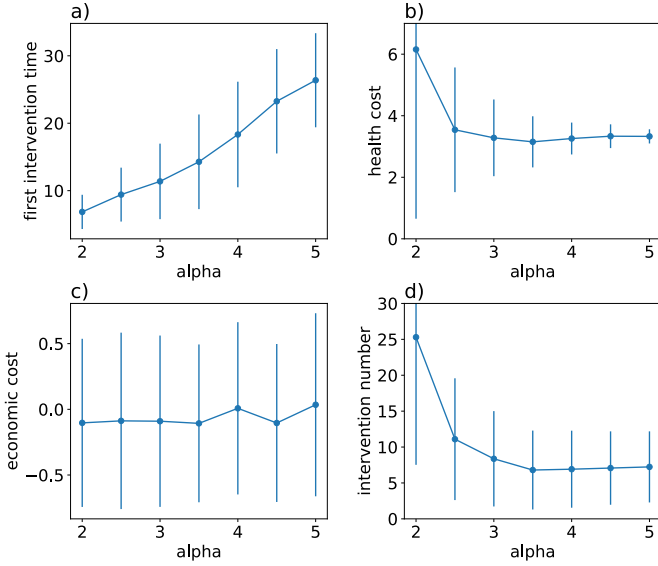 a)
first intervention time
30
20
10
2 3 4 5
alpha
b)
health cost
6
4
2
0
2 3 4 5
alpha
c)
economic cost
0.5
0.0
−0.5
2 3 4 5
alpha
d)
intervention number
30
25
20
15
10
5
0
2 3 4 5
alpha